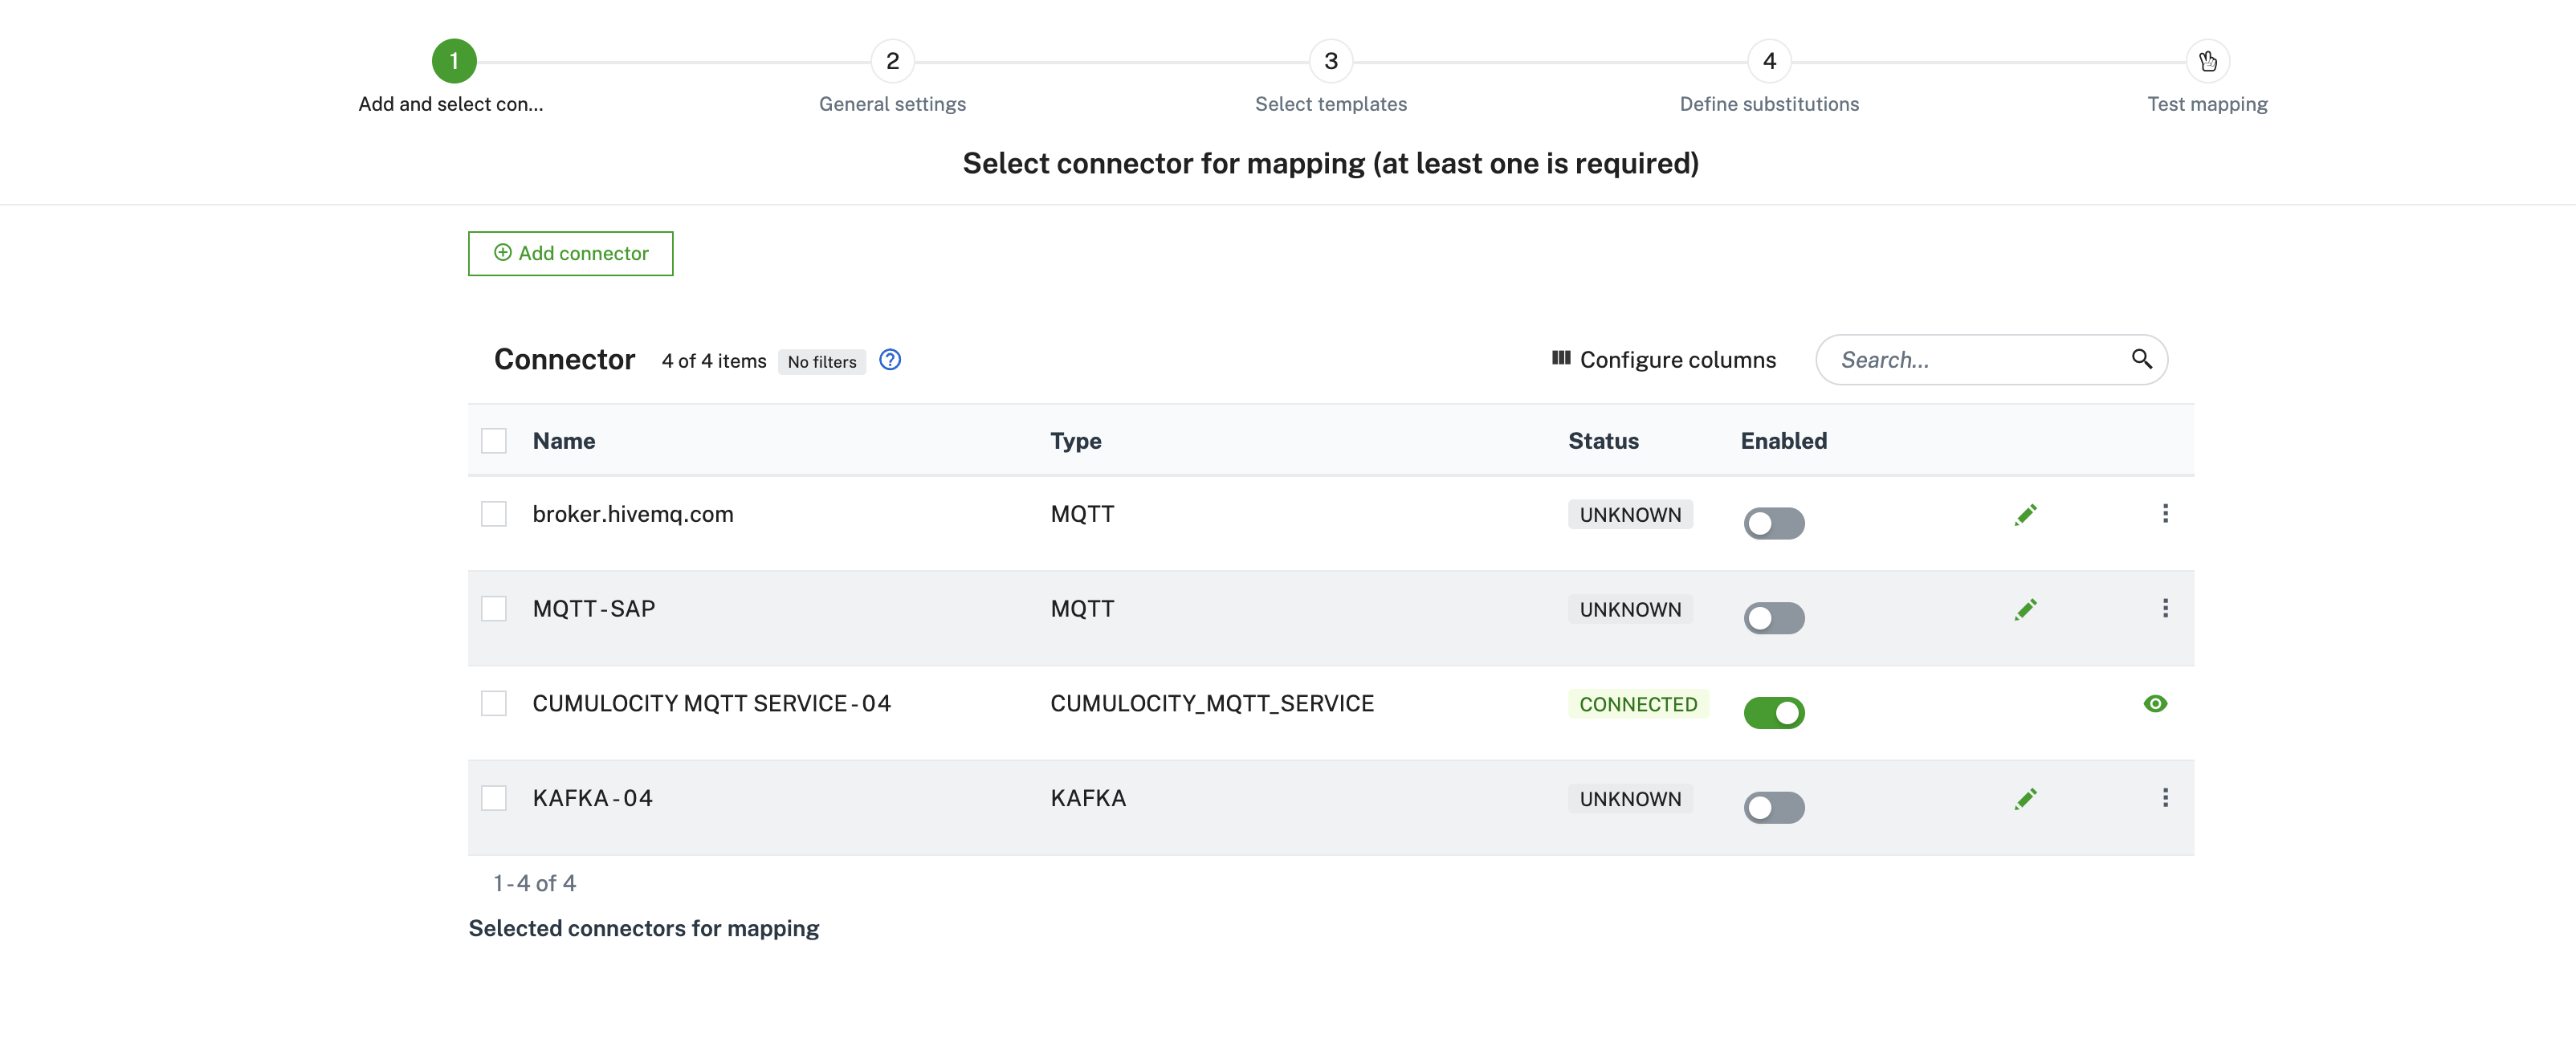 1 2 3 4
Add and select con... General settings Select templates Define substitutions Test mapping
Select connector for mapping (at least one is required)
Add connector
Connector 4 of 4 items No filters ? Configure columns Search...
Name Type Status Enabled
broker.hivemq.com MQTT UNKNOWN
MQTT - SAP MQTT UNKNOWN
CUMULOCITY MQTT SERVICE - 04 CUMULOCITY_MQTT_SERVICE CONNECTED
KAFKA - 04 KAFKA UNKNOWN
1 - 4 of 4
Selected connectors for mapping